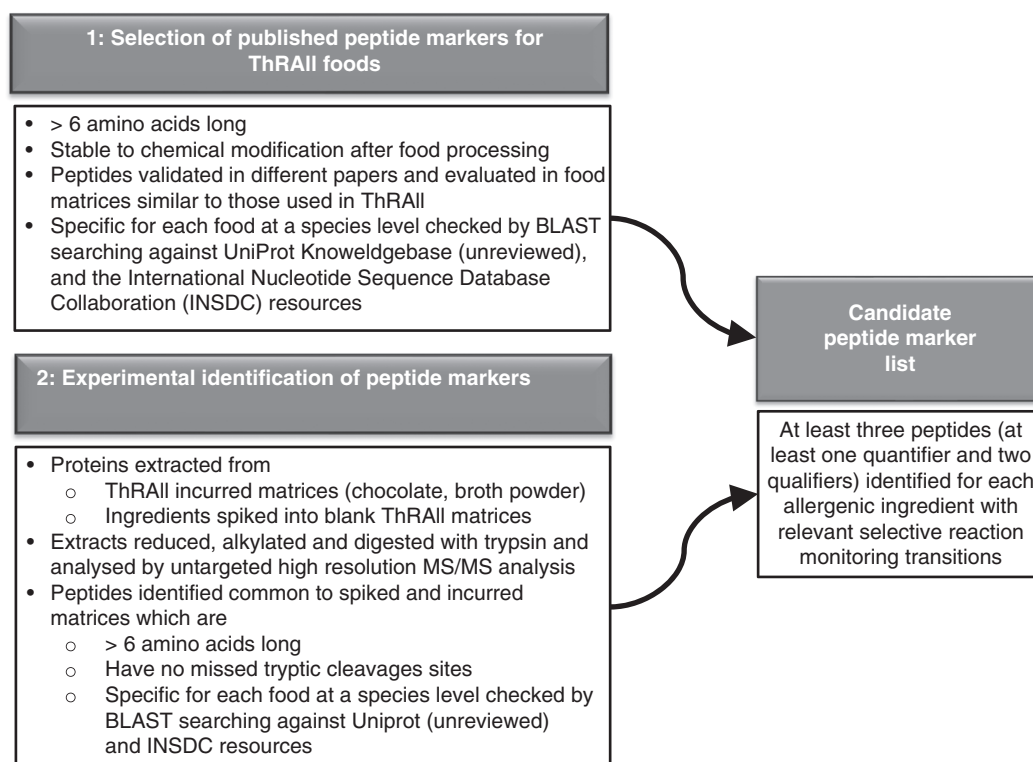 1: Selection of published peptide markers for
ThRAll foods
• > 6 amino acids long
• Stable to chemical modification after food processing
• Peptides validated in different papers and evaluated in food
matrices similar to those used in ThRAll
• Specific for each food at a species level checked by BLAST
searching against UniProt Knoweldgebase (unreviewed),
and the International Nucleotide Sequence Database
Collaboration (INSDC) resources
2: Experimental identification of peptide markers
• Proteins extracted from
○ ThRAll incurred matrices (chocolate, broth powder)
○ Ingredients spiked into blank ThRAll matrices
• Extracts reduced, alkylated and digested with trypsin and
analysed by untargeted high resolution MS/MS analysis
• Peptides identified common to spiked and incurred
matrices which are
○ > 6 amino acids long
○ Have no missed tryptic cleavages sites
○ Specific for each food at a species level checked by
BLAST searching against Uniprot (unreviewed)
and INSDC resources
Candidate
peptide marker
list
At least three peptides (at
least one quantifier and two
qualifiers) identified for each
allergenic ingredient with
relevant selective reaction
monitoring transitions